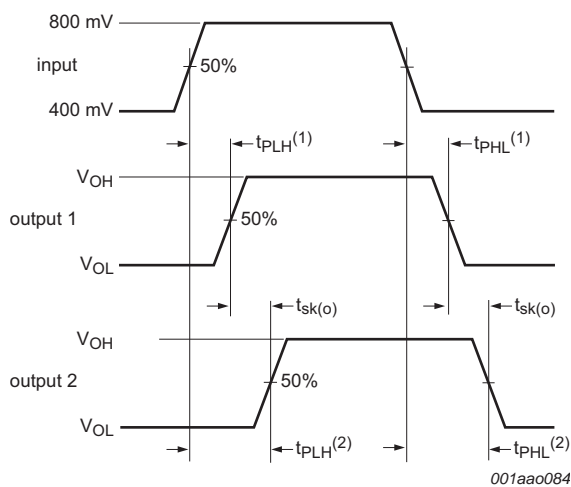 800 mV
input
50%
400 mV
tPLH(1)
tPHL(1)
VOH
output 1
50%
VOL
tsk(o)
tsk(o)
VOH
output 2
50%
VOL
tPLH(2)
tPHL(2)
001aao084